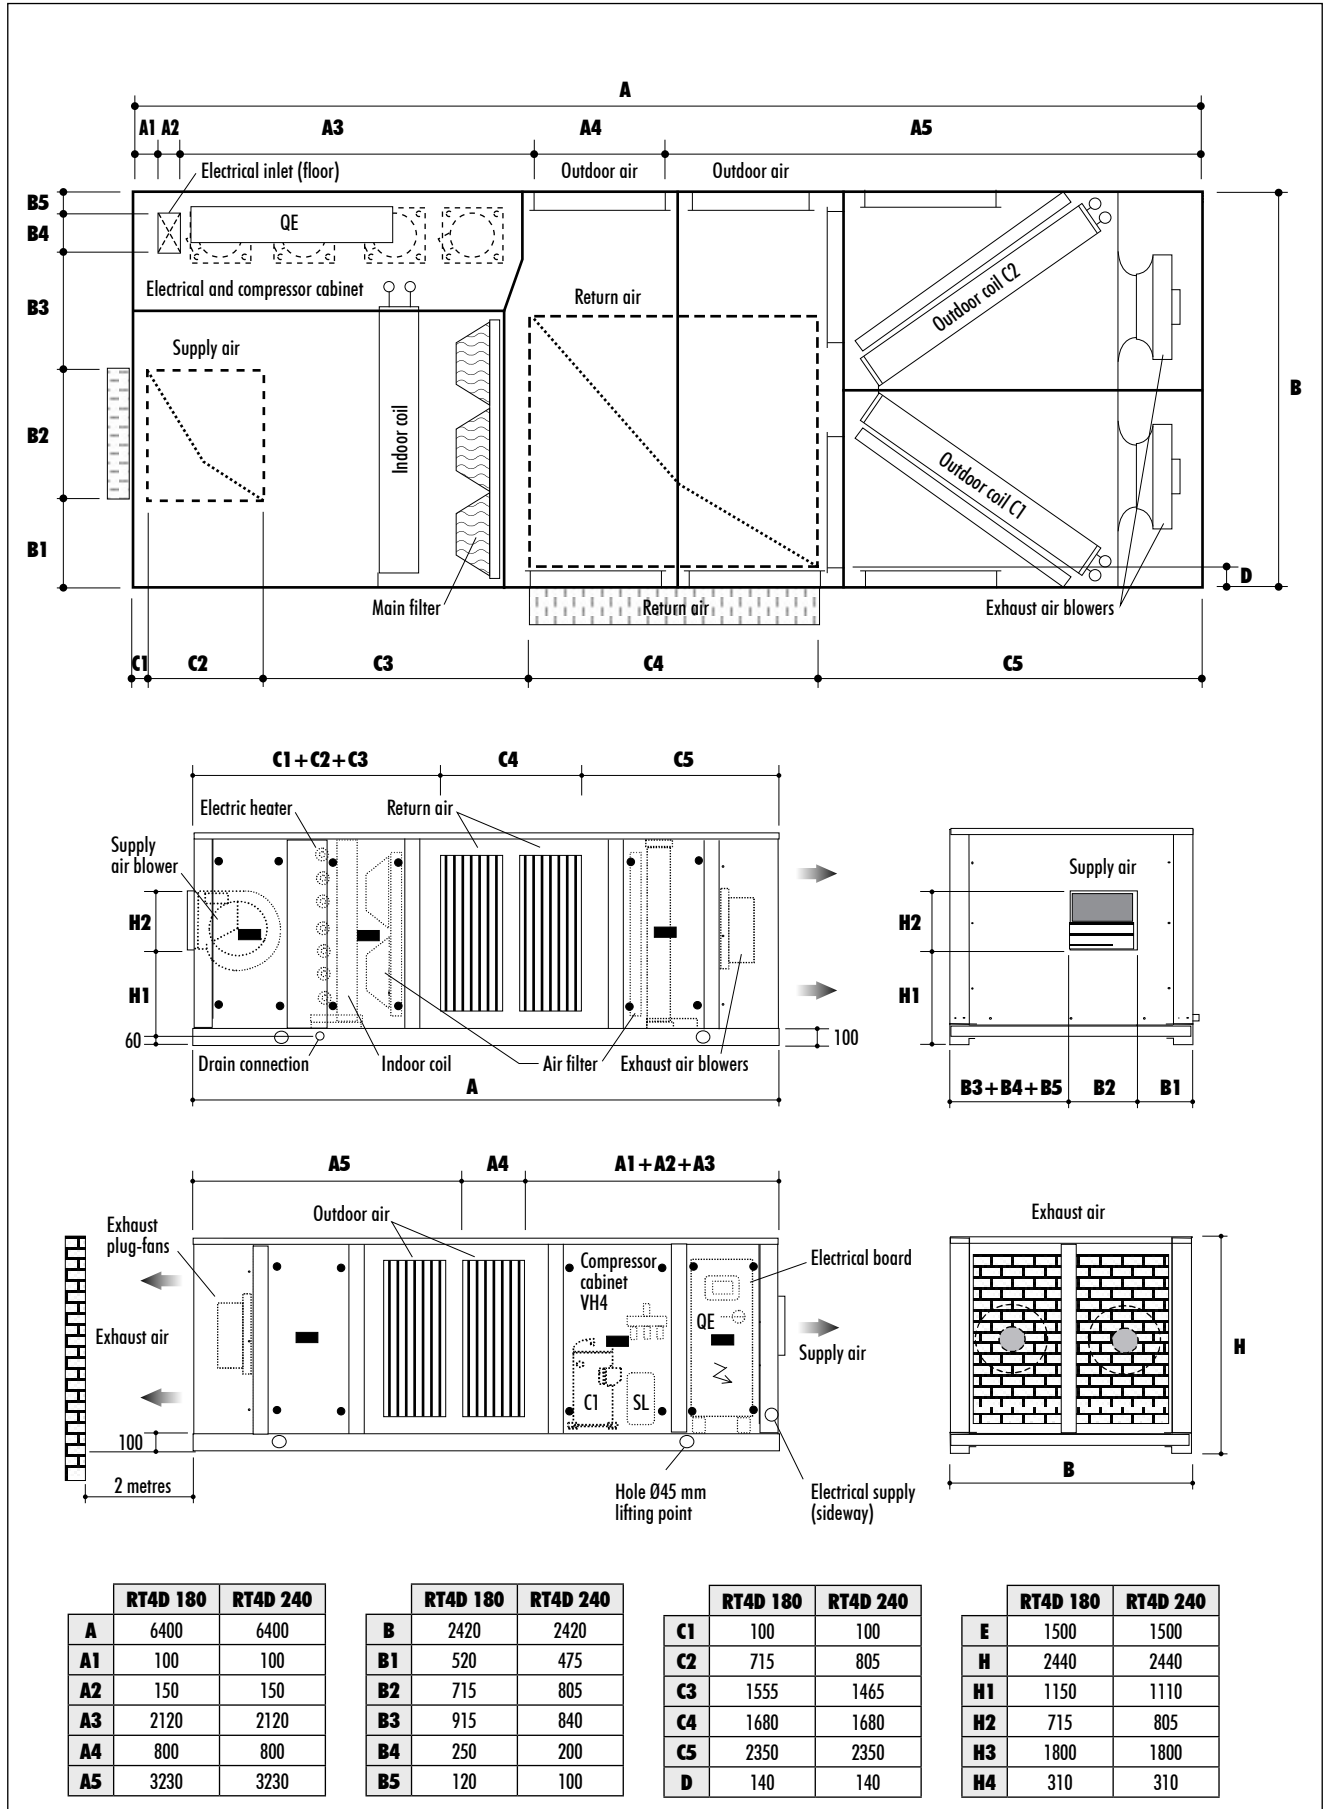 A
A1 A2 A3 A4 A5
Electrical inlet (floor)
Outdoor air Outdoor air
B5
B4
QE
B3
Electrical and compressor cabinet
Return air
Outdoor coil C2
Supply air
B2
B
Indoor coil
Outdoor coil C1
B1
D
Main filter
Return air
Exhaust air blowers
C1 C2 C3 C4 C5
C1+C2+C3 C4 C5
Electric heater
Return air
Supply
air blower
Supply air
H2
H2
H1
H1
60
100
Drain connection
Indoor coil
Air filter
Exhaust air blowers
A
B3+B4+B5 B2 B1
A5 A4 A1+A2+A3
Exhaust
plug-fans
Outdoor air
Exhaust air
Compressor
cabinet
VH4
Electrical board
QE
Exhaust air
Supply air
H
C1
SL
100
B
2 metres
Hole Ø45 mm
lifting point
Electrical supply
(sideway)
RT4D 180 RT4D 240
A 6400 6400
A1 100 100
A2 150 150
A3 2120 2120
A4 800 800
A5 3230 3230
RT4D 180 RT4D 240
B 2420 2420
B1 520 475
B2 715 805
B3 915 840
B4 250 200
B5 120 100
RT4D 180 RT4D 240
C1 100 100
C2 715 805
C3 1555 1465
C4 1680 1680
C5 2350 2350
D 140 140
RT4D 180 RT4D 240
E 1500 1500
H 2440 2440
H1 1150 1110
H2 715 805
H3 1800 1800
H4 310 310